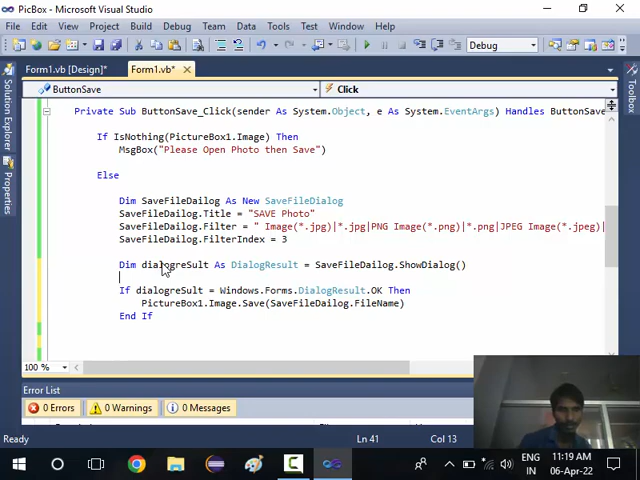 PicBox - Microsoft Visual Studio
File Edit View Project Build Debug Team Data Tools Test Window Help
Debug
Form1.vb [Design]* Form1.vb*
ButtonSave Click
Solution Explorer
Properties
Toolbox
Private Sub ButtonSave_Click(sender As System.Object, e As System.EventArgs) Handles ButtonSave
If IsNothing(PictureBox1.Image) Then
MsgBox("Please Open Photo then Save")
Else
Dim SaveFileDailog As New SaveFileDialog
SaveFileDailog.Title = "SAVE Photo"
SaveFileDailog.Filter = " Image(*.jpg)|*.jpg|PNG Image(*.png)|*.png|JPEG Image(*.jpeg)|
SaveFileDailog.FilterIndex = 3
Dim dialogreSult As DialogResult = SaveFileDailog.ShowDialog()
If dialogreSult = Windows.Forms.DialogResult.OK Then
PictureBox1.Image.Save(SaveFileDailog.FileName)
End If
100 %
Error List
0 Errors 0 Warnings 0 Messages
Ready Ln 41 Col 13
ENG 11:19 AM
IN 06-Apr-22